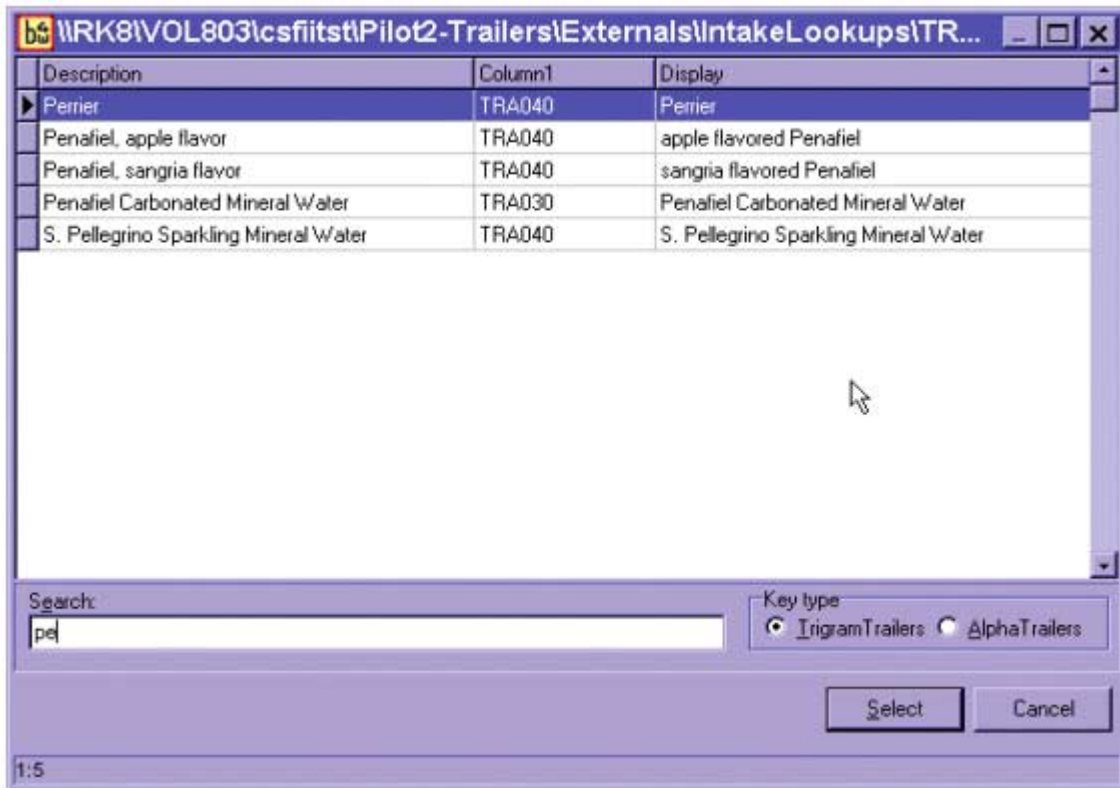 \\RK8\VOL803\csfiitst\Pilot2-Trailers\Externals\IntakeLookups\TR...
Description Column1 Display
Perrier TRA040 Perrier
Penafiel, apple flavor TRA040 apple flavored Penafiel
Penafiel, sangria flavor TRA040 sangria flavored Penafiel
Penafiel Carbonated Mineral Water TRA030 Penafiel Carbonated Mineral Water
S. Pellegrino Sparkling Mineral Water TRA040 S. Pellegrino Sparkling Mineral Water
Search:
pe
Key type
TrigramTrailers AlphaTrailers
Select Cancel
1:5